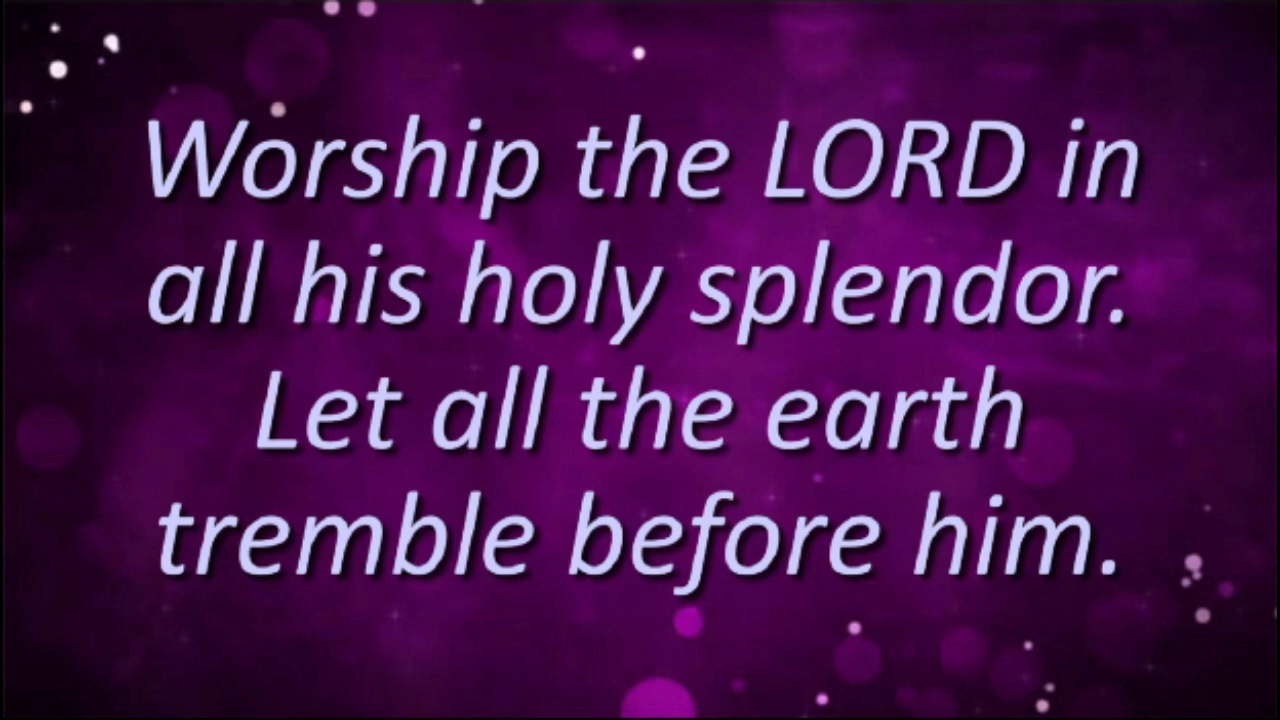 Worship the LORD in
all his holy splendor.
Let all the earth
tremble before him.